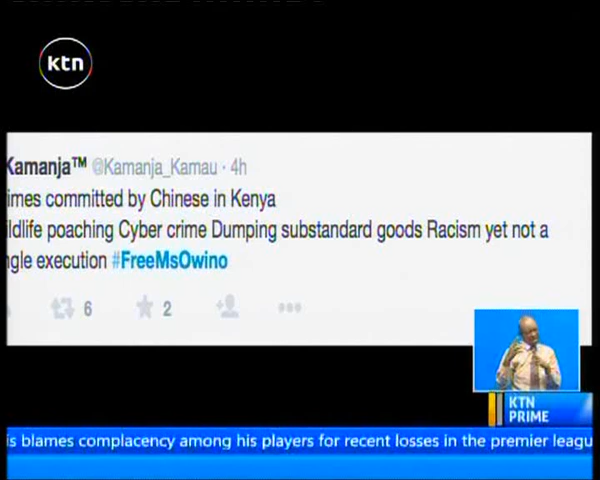 ktn
Kamanja™ @Kamanja_Kamau · 4h
imes committed by Chinese in Kenya
ildlife poaching Cyber crime Dumping substandard goods Racism yet not a
ngle execution #FreeMsOwino
6 2
KTN
PRIME
is blames complacency among his players for recent losses in the premier leagu